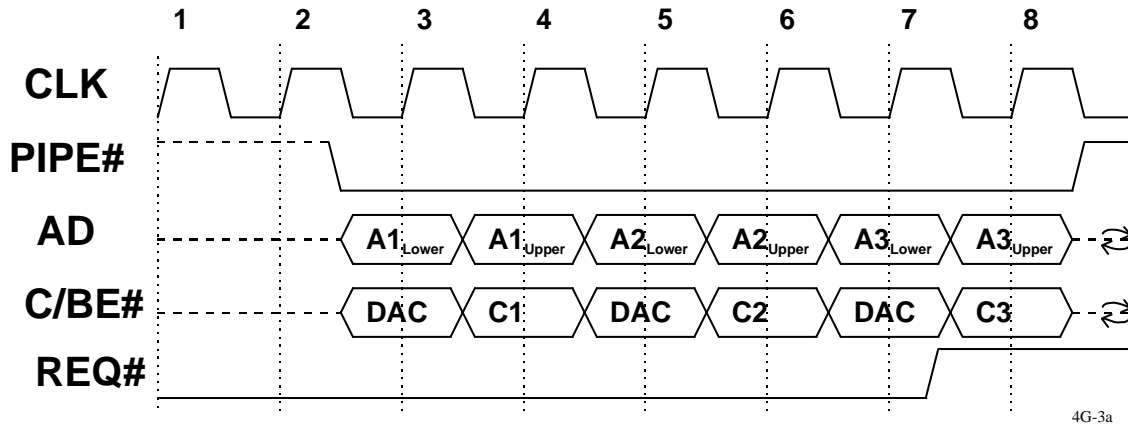 1 2 3 4 5 6 7 8
CLK
PIPE#
AD A1Lower A1Upper A2Lower A2Upper A3Lower A3Upper
C/BE# DAC C1 DAC C2 DAC C3
REQ#
4G-3a